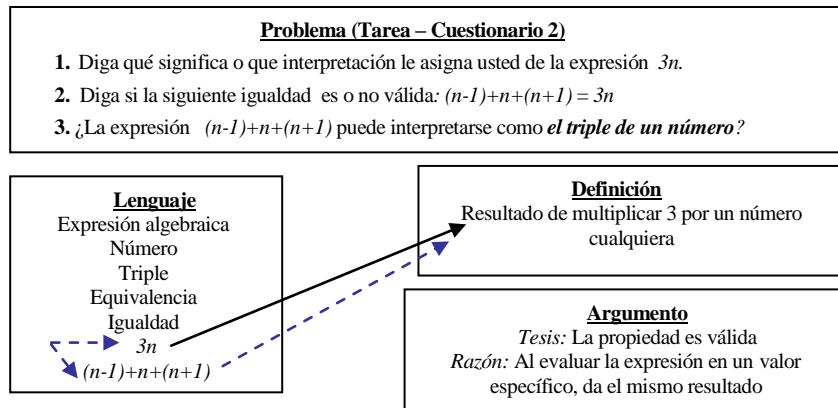 Problema (Tarea – Cuestionario 2)
1. Diga qué significa o que interpretación le asigna usted de la expresión 3n.
2. Diga si la siguiente igualdad es o no válida: (n-1)+n+(n+1) = 3n
3. ¿La expresión (n-1)+n+(n+1) puede interpretarse como el triple de un número?
Lenguaje
Expresión algebraica
Número
Triple
Equivalencia
Igualdad
3n
(n-1)+n+(n+1)
Definición
Resultado de multiplicar 3 por un número
cualquiera
Argumento
Tesis: La propiedad es válida
Razón: Al evaluar la expresión en un valor
específico, da el mismo resultado